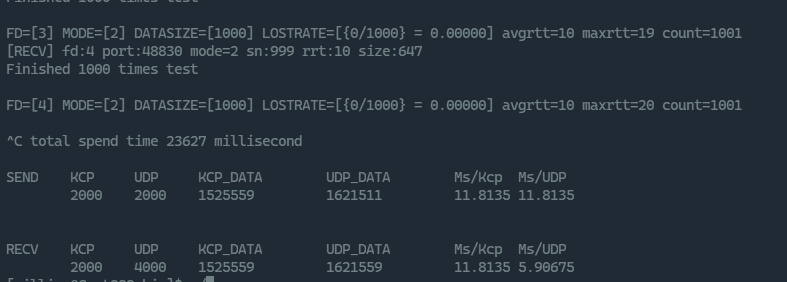 Finished 1000 times test
FD=[3] MODE=[2] DATASIZE=[1000] LOSTRATE=[{0/1000} = 0.00000] avgrtt=10 maxrtt=19 count=1001
[RECV] fd:4 port:48830 mode=2 sn:999 rrt:10 size:647
Finished 1000 times test
FD=[4] MODE=[2] DATASIZE=[1000] LOSTRATE=[{0/1000} = 0.00000] avgrtt=10 maxrtt=20 count=1001
^C total spend time 23627 millisecond
SEND KCP UDP KCP_DATA UDP_DATA Ms/Kcp Ms/UDP
2000 2000 1525559 1621511 11.8135 11.8135
RECV KCP UDP KCP_DATA UDP_DATA Ms/Kcp Ms/UDP
2000 4000 1525559 1621559 11.8135 5.90675